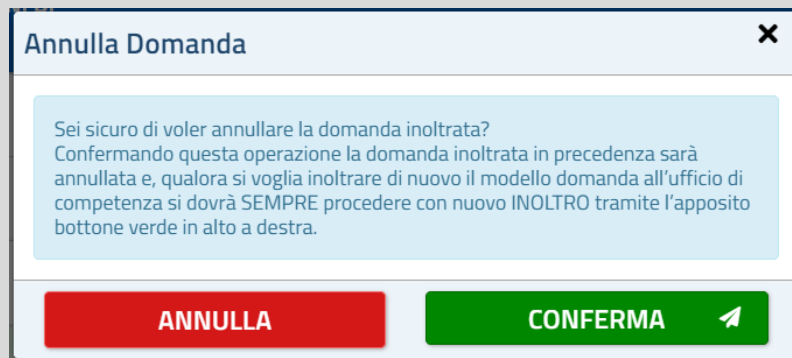 Annulla Domanda
Sei sicuro di voler annullare la domanda inoltrata?
Confermando questa operazione la domanda inoltrata in precedenza sarà
annullata e, qualora si voglia inoltrare di nuovo il modello domanda all'ufficio di
competenza si dovrà SEMPRE procedere con nuovo INOLTRO tramite l'apposito
bottone verde in alto a destra.
ANNULLA
CONFERMA